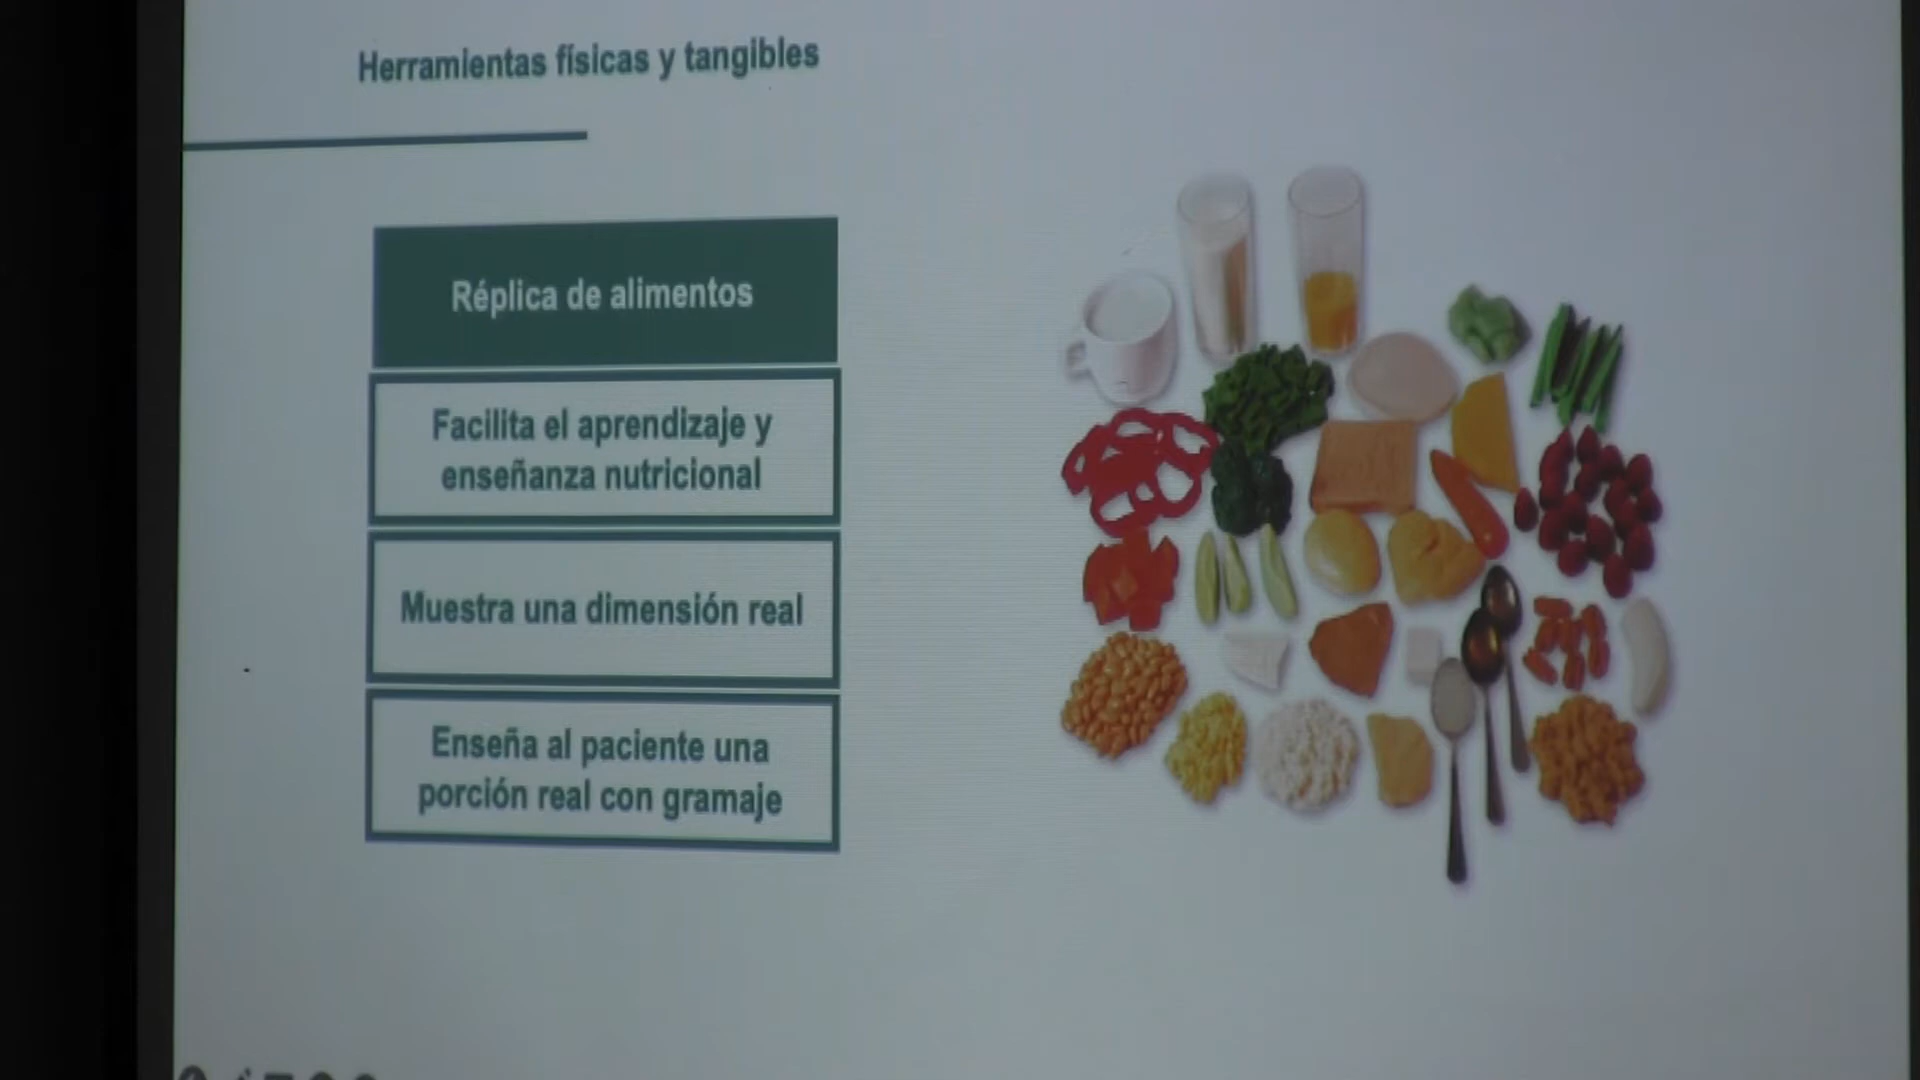 Herramientas físicas y tangibles
Réplica de alimentos
Facilita el aprendizaje y
enseñanza nutricional
Muestra una dimensión real
Enseña al paciente una
porción real con gramaje